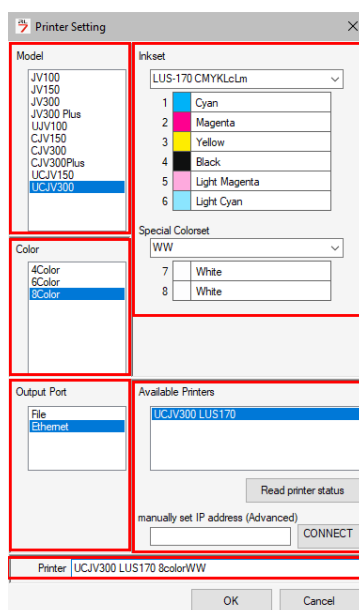 Printer Setting
Model
JV100
JV150
JV300
JV300 Plus
UJV100
CJV150
CJV300
CJV300Plus
UCJV150
UCJV300
Inkset
LUS-170 CMYKLcLm
1 Cyan
2 Magenta
3 Yellow
4 Black
5 Light Magenta
6 Light Cyan
Special Colorset
WW
7 White
8 White
Color
4Color
6Color
8Color
Output Port
File
Ethernet
Available Printers
UCJV300 LUS170
Read printer status
manually set IP address (Advanced)
CONNECT
Printer UCJV300 LUS170 8colorWW
OK Cancel